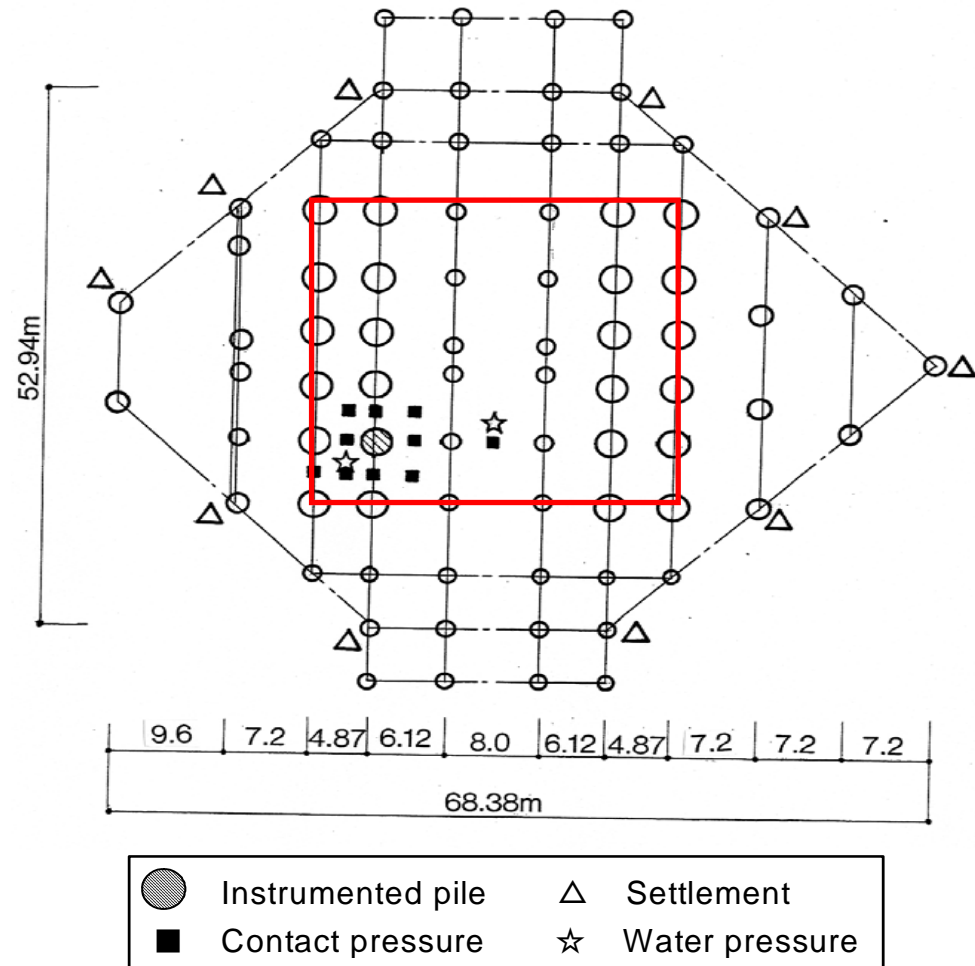 52.94m
9.6 7.2 4.87 6.12 8.0 6.12 4.87 7.2 7.2 7.2
68.38m
Instrumented pile Settlement
Contact pressure Water pressure